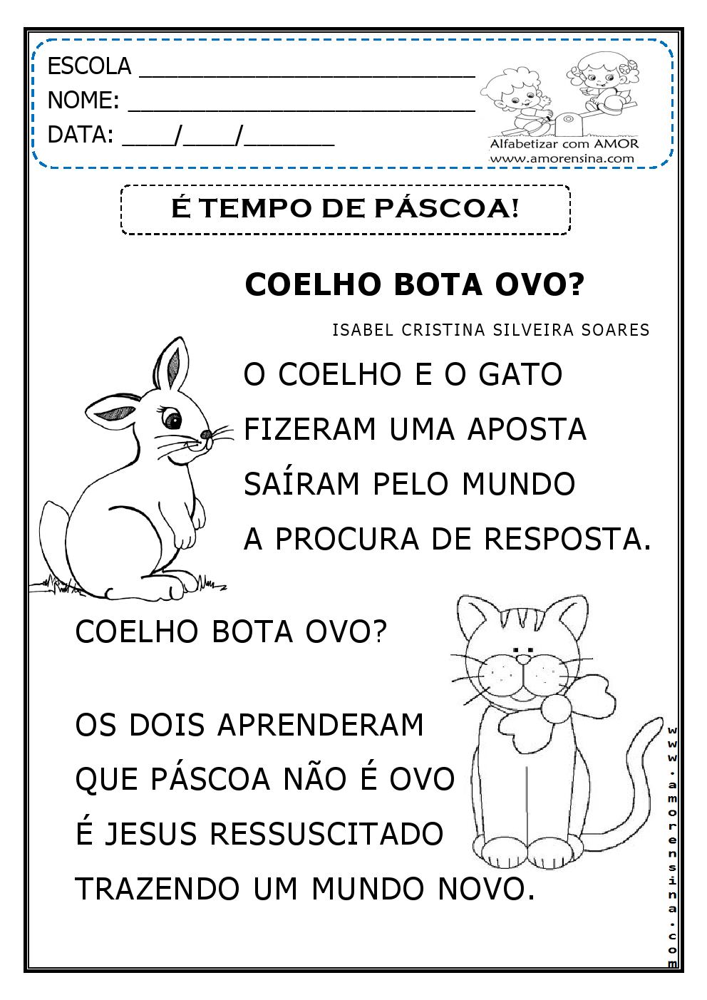 ESCOLA __________________________
NOME: ___________________________
DATA: ____/____/_______
Alfabetizar com AMOR
www.amorensina.com
É TEMPO DE PÁSCOA!
COELHO BOTA OVO?
ISABEL CRISTINA SILVEIRA SOARES
O COELHO E O GATO
FIZERAM UMA APOSTA
SAÍRAM PELO MUNDO
A PROCURA DE RESPOSTA.
COELHO BOTA OVO?
OS DOIS APRENDERAM
QUE PÁSCOA NÃO É OVO
É JESUS RESSUSCITADO
TRAZENDO UM MUNDO NOVO.
www.amorensina.com